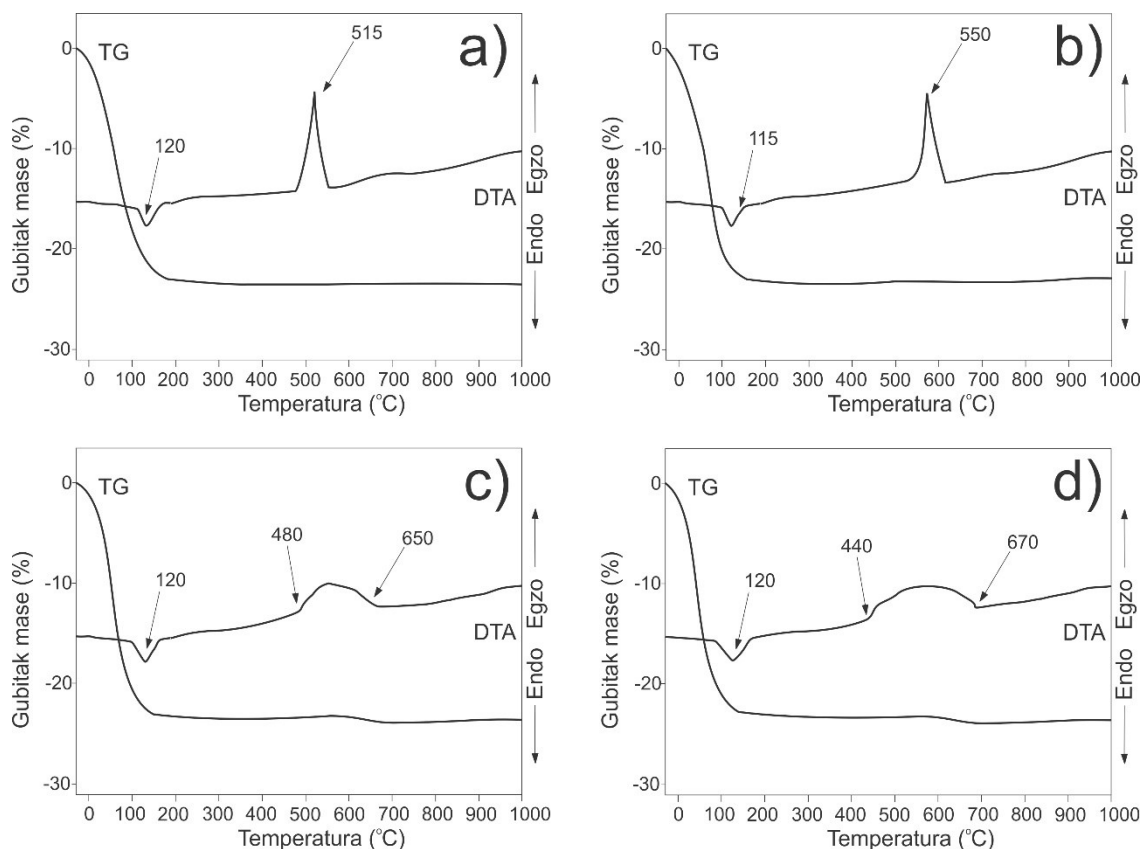 a)
TG
515
120
DTA
Gubitak mase (%)
0
-10
-20
-30
Endo Egzo
0 100 200 300 400 500 600 700 800 900 1000
Temperatura (°C)
b)
TG
550
115
DTA
Gubitak mase (%)
0
-10
-20
-30
Endo Egzo
0 100 200 300 400 500 600 700 800 900 1000
Temperatura (°C)
c)
TG
480
650
120
DTA
Gubitak mase (%)
0
-10
-20
-30
Endo Egzo
0 100 200 300 400 500 600 700 800 900 1000
Temperatura (°C)
d)
TG
440
670
120
DTA
Gubitak mase (%)
0
-10
-20
-30
Endo Egzo
0 100 200 300 400 500 600 700 800 900 1000
Temperatura (°C)